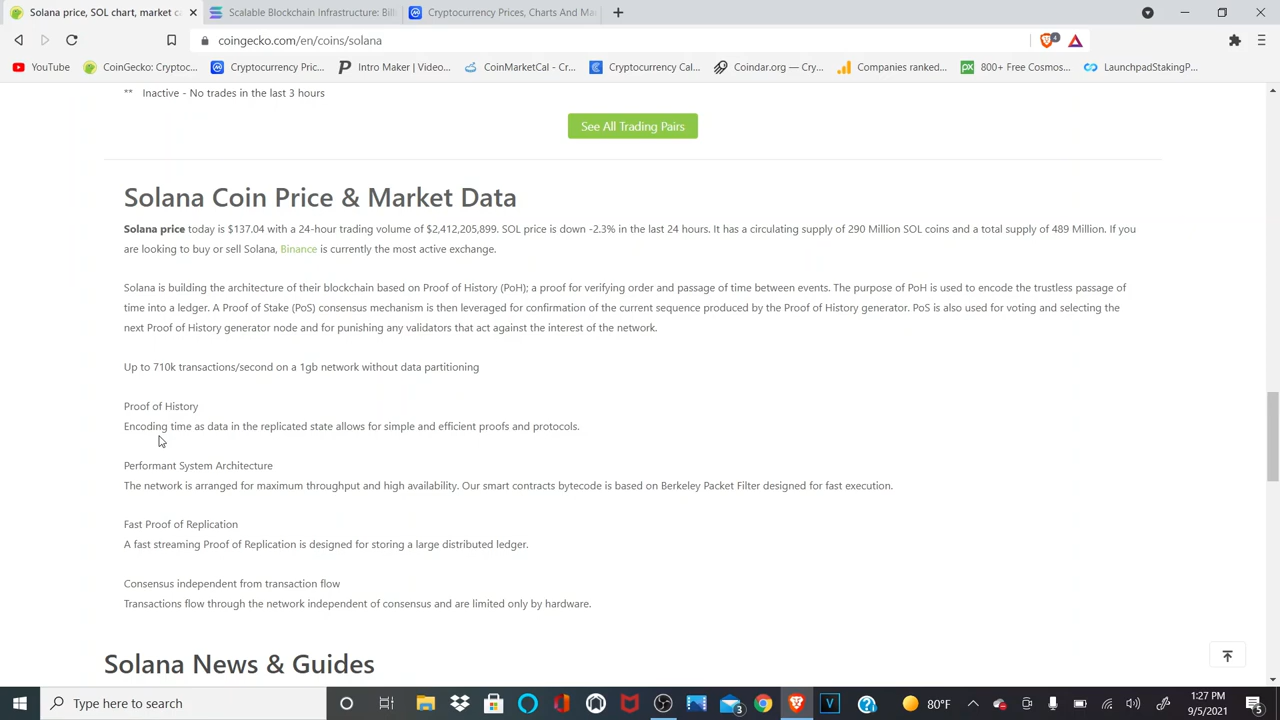 Solana price, SOL chart, market ca
Scalable Blockchain Infrastructure: Bill
Cryptocurrency Prices, Charts And Ma
coingecko.com/en/coins/solana
4
YouTube
CoinGecko: Cryptoc...
Cryptocurrency Pric...
Intro Maker | Video...
CoinMarketCal - Cr...
Cryptocurrency Cal...
Coindar.org — Cry...
Companies ranked...
800+ Free Cosmos...
LaunchpadStakingP...
** Inactive - No trades in the last 3 hours
See All Trading Pairs
Solana Coin Price & Market Data
Solana price today is $137.04 with a 24-hour trading volume of $2,412,205,899. SOL price is down -2.3% in the last 24 hours. It has a circulating supply of 290 Million SOL coins and a total supply of 489 Million. If you
are looking to buy or sell Solana, Binance is currently the most active exchange.
Solana is building the architecture of their blockchain based on Proof of History (PoH); a proof for verifying order and passage of time between events. The purpose of PoH is used to encode the trustless passage of
time into a ledger. A Proof of Stake (PoS) consensus mechanism is then leveraged for confirmation of the current sequence produced by the Proof of History generator. PoS is also used for voting and selecting the
next Proof of History generator node and for punishing any validators that act against the interest of the network.
Up to 710k transactions/second on a 1gb network without data partitioning
Proof of History
Encoding time as data in the replicated state allows for simple and efficient proofs and protocols.
Performant System Architecture
The network is arranged for maximum throughput and high availability. Our smart contracts bytecode is based on Berkeley Packet Filter designed for fast execution.
Fast Proof of Replication
A fast streaming Proof of Replication is designed for storing a large distributed ledger.
Consensus independent from transaction flow
Transactions flow through the network independent of consensus and are limited only by hardware.
Solana News & Guides
Type here to search
3
80°F
1:27 PM
9/5/2021
5